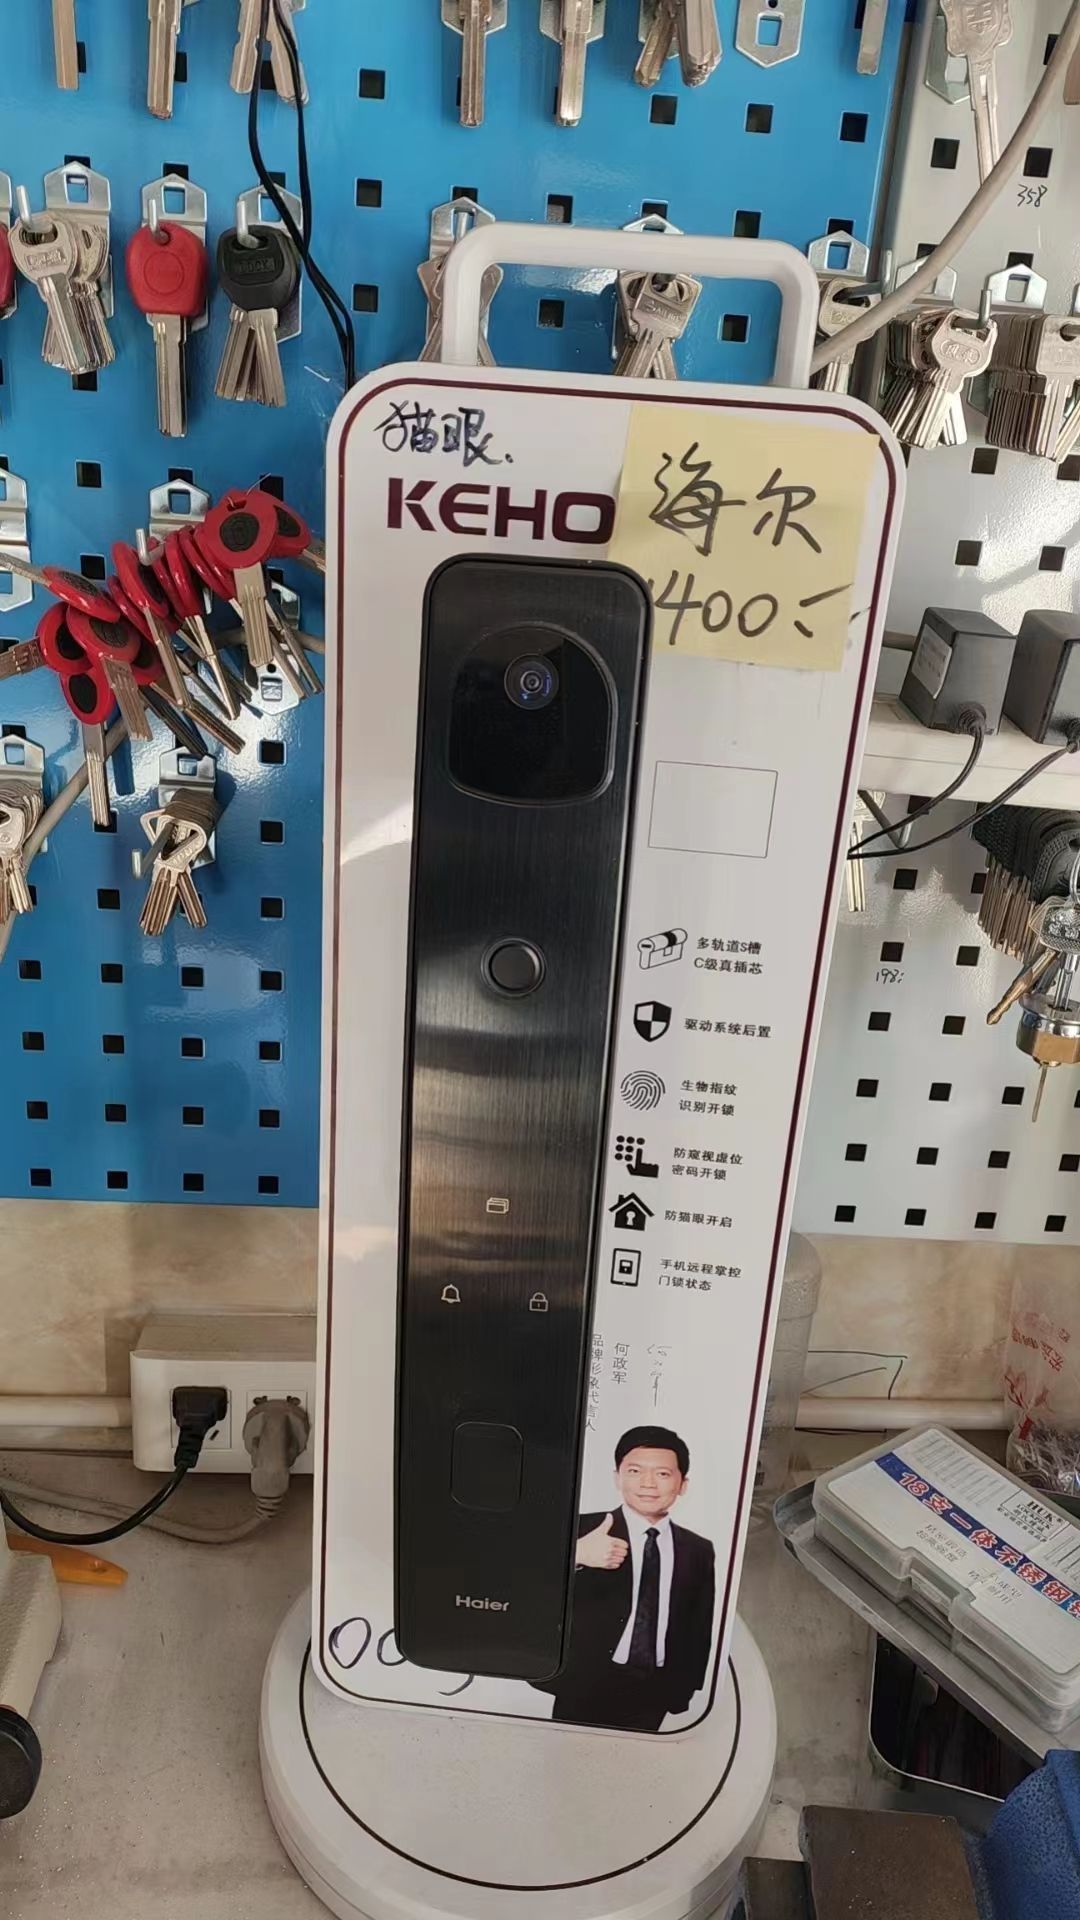 358
猫眼.
KEHO
海尔
1400:-
多轨道S槽
C级真插芯
198:
驱动系统后置
生物指纹
识别开锁
防窥视虚位
密码开锁
防猫眼开启
手机远程掌控
门锁状态
何政军
品牌形象代言人
HUK®
18支一体不锈钢
Haier